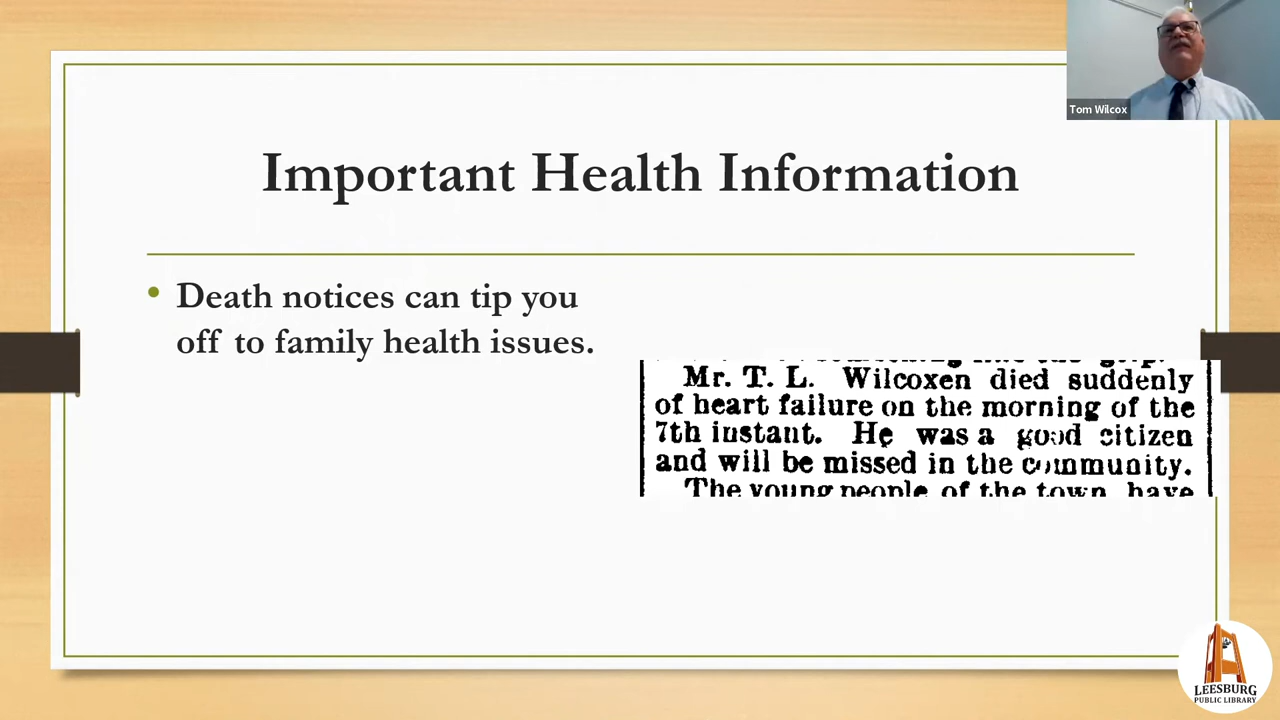 Tom Wilcox
Important Health Information
• Death notices can tip you
off to family health issues.
Mr. T. L. Wilcoxen died suddenly
of heart failure on the morning of the
7th instant. He was a good citizen
and will be missed in the community.
The young people of the town have
LEESBURG
PUBLIC LIBRARY